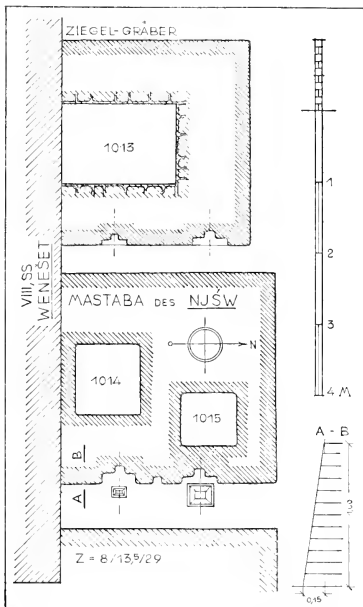 ZIEGEL-GRÄBER
1013
VIII, SS
WENEŠET
MASTABA DES NJŚW
N
1014
1015
B
A
Z = 8/13,5/29
1
2
3
4 M
A - B
0,15